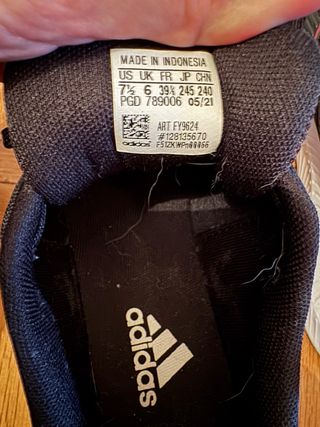 MADE IN INDONESIA
US UK FR JP CHN
7½ 6 39⅓ 245 240
PGD 789006 05/21
ART FY9624
#128135670
adidas
adidas